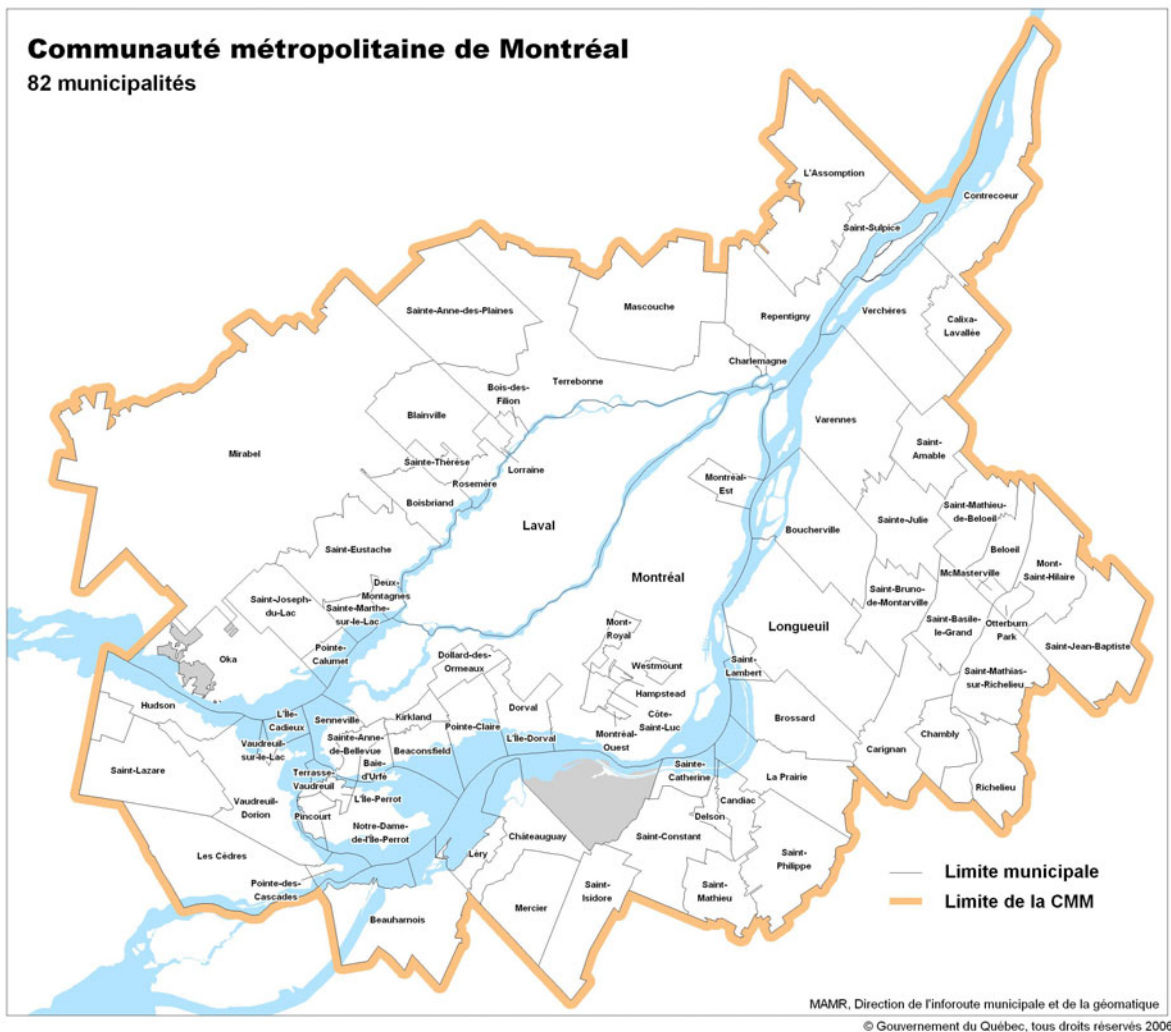 Communauté métropolitaine de Montréal
82 municipalités
L'Assomption
Contrecoeur
Saint-Sulpice
Sainte-Anne-des-Plaines
Mascouche
Repentigny
Verchères
Calixa-
Lavallée
Charlemagne
Terrebonne
Bois-des-
Filion
Blainville
Varennes
Mirabel
Saint-
Amable
Sainte-Thérèse
Lorraine
Rosemère
Montréal-
Est
Boisbriand
Laval
Boucherville
Sainte-Julie
Saint-Mathieu-
de-Beloeil
Saint-Eustache
Beloeil
Montréal
McMasterville
Mont-
Saint-Hilaire
Deux-
Montagnes
Saint-Joseph-
du-Lac
Sainte-Marthe-
sur-le-Lac
Saint-Bruno-
de-Montarville
Mont-
Royal
Longueuil
Saint-Basile-
le-Grand
Otterburn
Park
Saint-Jean-Baptiste
Pointe-
Calumet
Oka
Dollard-des-
Ormeaux
Westmount
Saint-
Lambert
Saint-Mathias-
sur-Richelieu
Hampstead
Hudson
L'Île-
Cadieux
Senneville
Kirkland
Dorval
Côte-
Saint-Luc
Brossard
Pointe-Claire
Montréal-
Ouest
L'Île-Dorval
Vaudreuil-
sur-le-Lac
Sainte-Anne-
de-Bellevue
Beaconsfield
Carignan
Chambly
Baie-
d'Urfé
Saint-Lazare
Terrasse-
Vaudreuil
Sainte-
Catherine
La Prairie
Richelieu
L'Île-Perrot
Candiac
Vaudreuil-
Dorion
Pincourt
Delson
Notre-Dame-
de-l'Île-Perrot
Châteauguay
Saint-Constant
Léry
Saint-
Philippe
Les Cèdres
Pointe-des-
Cascades
Saint-
Isidore
Saint-
Mathieu
Mercier
Beauharnois
Limite municipale
Limite de la CMM
MAMR, Direction de l'inforoute municipale et de la géomatique
© Gouvernement du Québec, tous droits réservés 2006